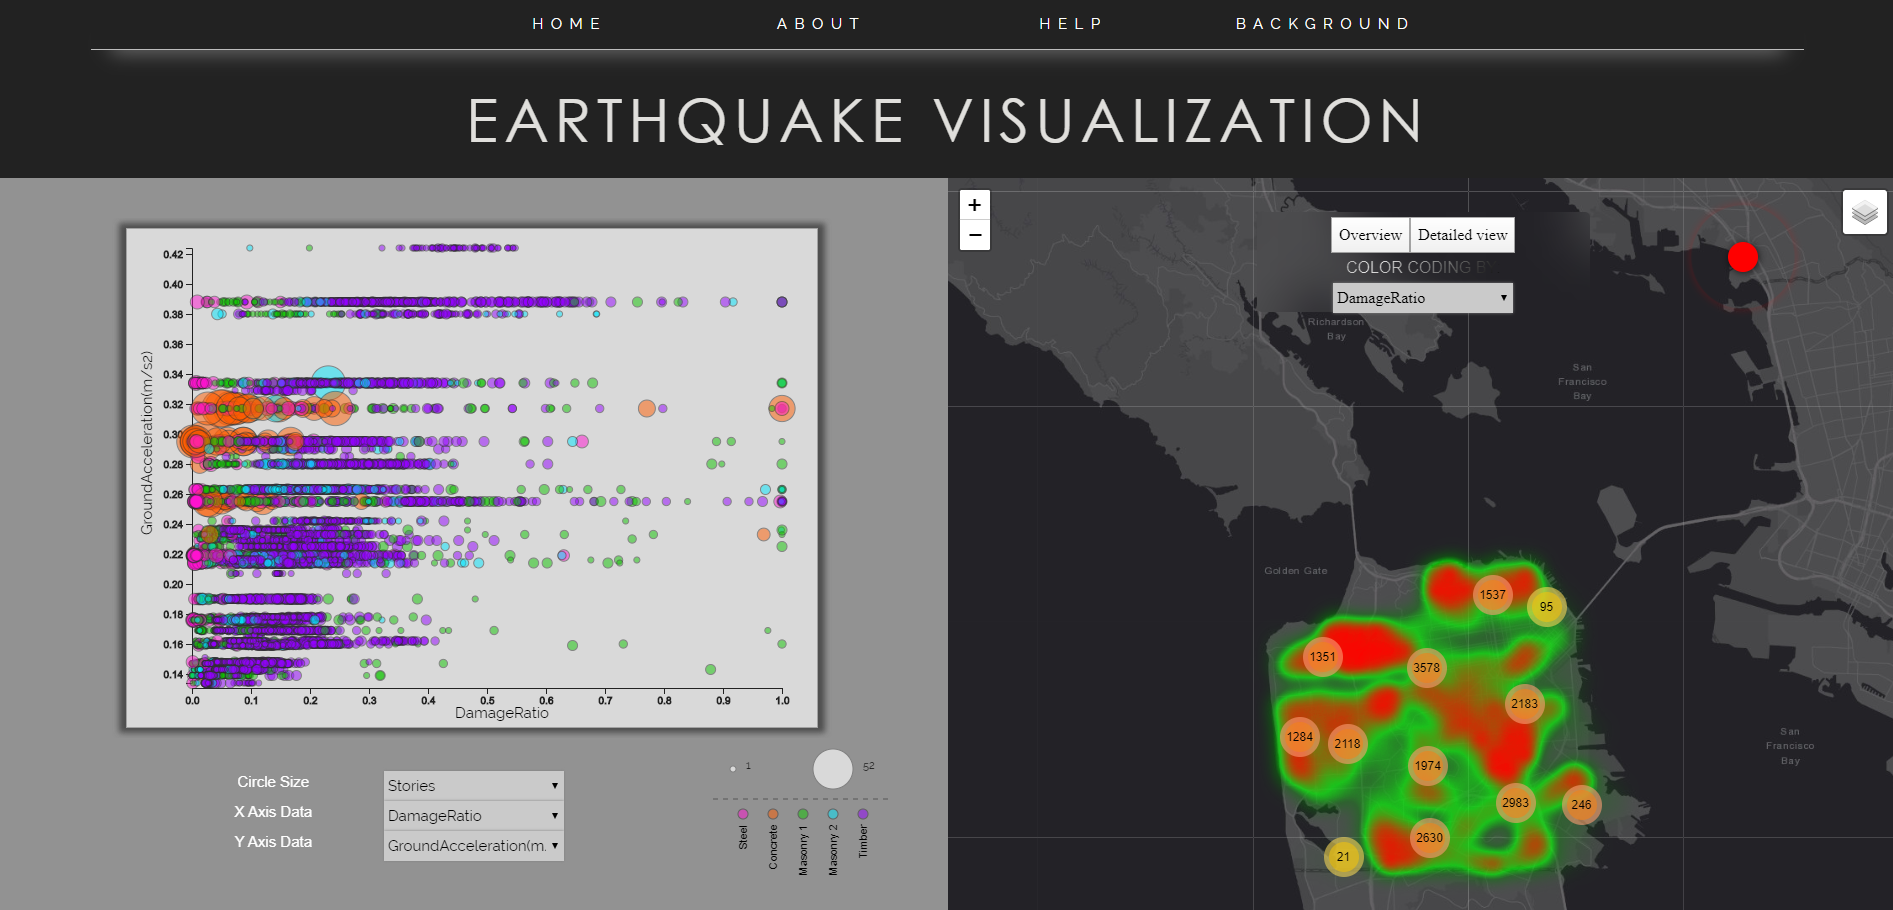 HOME ABOUT HELP BACKGROUND
EARTHQUAKE VISUALIZATION
0.42
0.40
0.38
0.36
0.34
0.32
0.30
0.28
0.26
0.24
0.22
0.20
0.18
0.16
0.14
GroundAcceleration(m/s2)
0.0 0.1 0.2 0.3 0.4 0.5 0.6 0.7 0.8 0.9 1.0
DamageRatio
Circle Size
Stories
X Axis Data
DamageRatio
Y Axis Data
GroundAcceleration(m.
1 52
Steel
Concrete
Masonry 1
Masonry 2
Timber
+
−
Overview Detailed view
COLOR CODING BY
DamageRatio
Richardson
Bay
San
Francisco
Bay
Golden Gate
1537
95
1351
3578
2183
1284
2118
San
Francisco
Bay
1974
2983
246
2630
21